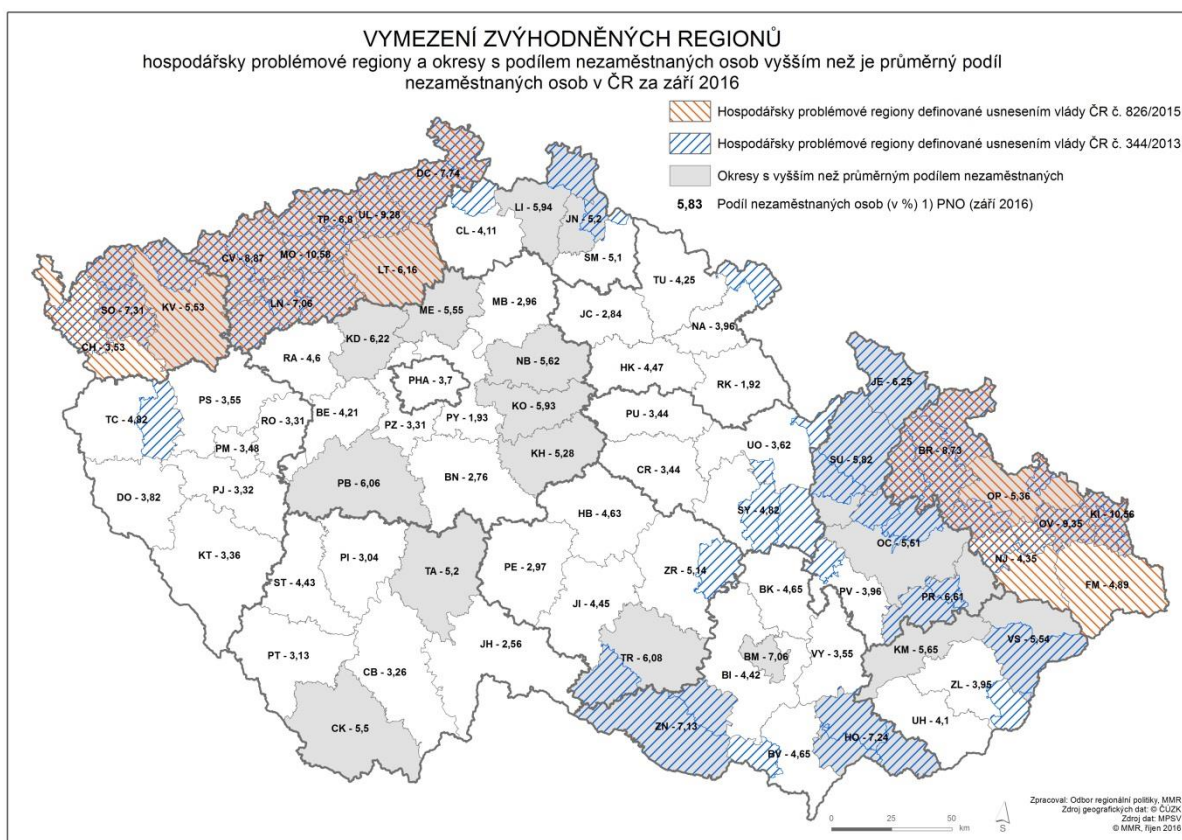 VYMEZENÍ ZVÝHODNĚNÝCH REGIONŮ
hospodářsky problémové regiony a okresy s podílem nezaměstnaných osob vyšším než je průměrný podíl
nezaměstnaných osob v ČR za září 2016
Hospodářsky problémové regiony definované usnesením vlády ČR č. 826/2015
Hospodářsky problémové regiony definované usnesením vlády ČR č. 344/2013
Okresy s vyšším než průměrným podílem nezaměstnaných
5,83 Podíl nezaměstnaných osob (v %) 1) PNO (září 2016)
DC - 7,74
LI - 5,94
UL - 9,28
TP - 6,8
JN - 5,2
CL - 4,11
CV - 8,87
MO - 10,58
SM - 5,1
LT - 6,16
TU - 4,25
MB - 2,96
KV - 5,53
SO - 7,31
LN - 7,06
ME - 5,55
JC - 2,84
NA - 3,96
KD - 6,22
CH - 3,53
RA - 4,6
NB - 5,62
HK - 4,47
RK - 1,92
PHA - 3,7
JE - 6,25
PS - 3,55
KO - 5,93
TC - 4,82
BE - 4,21
PU - 3,44
RO - 3,31
PZ - 3,31
PY - 1,93
UO - 3,62
PM - 3,48
KH - 5,28
BR - 8,73
SU - 5,82
CR - 3,44
BN - 2,76
PB - 6,06
PJ - 3,32
DO - 3,82
OP - 5,36
SY - 4,82
HB - 4,63
OV - 9,35
KI - 10,56
OC - 5,51
KT - 3,36
PI - 3,04
NJ - 4,35
ZR - 5,14
PE - 2,97
TA - 5,2
ST - 4,43
FM - 4,89
BK - 4,65
PV - 3,96
PR - 6,61
JI - 4,45
VS - 5,54
PT - 3,13
JH - 2,56
TR - 6,08
BM - 7,06
VY - 3,55
KM - 5,65
CB - 3,26
BI - 4,42
ZL - 3,95
UH - 4,1
ZN - 7,13
CK - 5,5
HO - 7,24
BV - 4,65
Zpracoval: Odbor regionální politiky, MMR
Zdroj geografických dat: © ČÚZK
Zdroj dat: MPSV
© MMR, říjen 2016
0 25 50
km
S